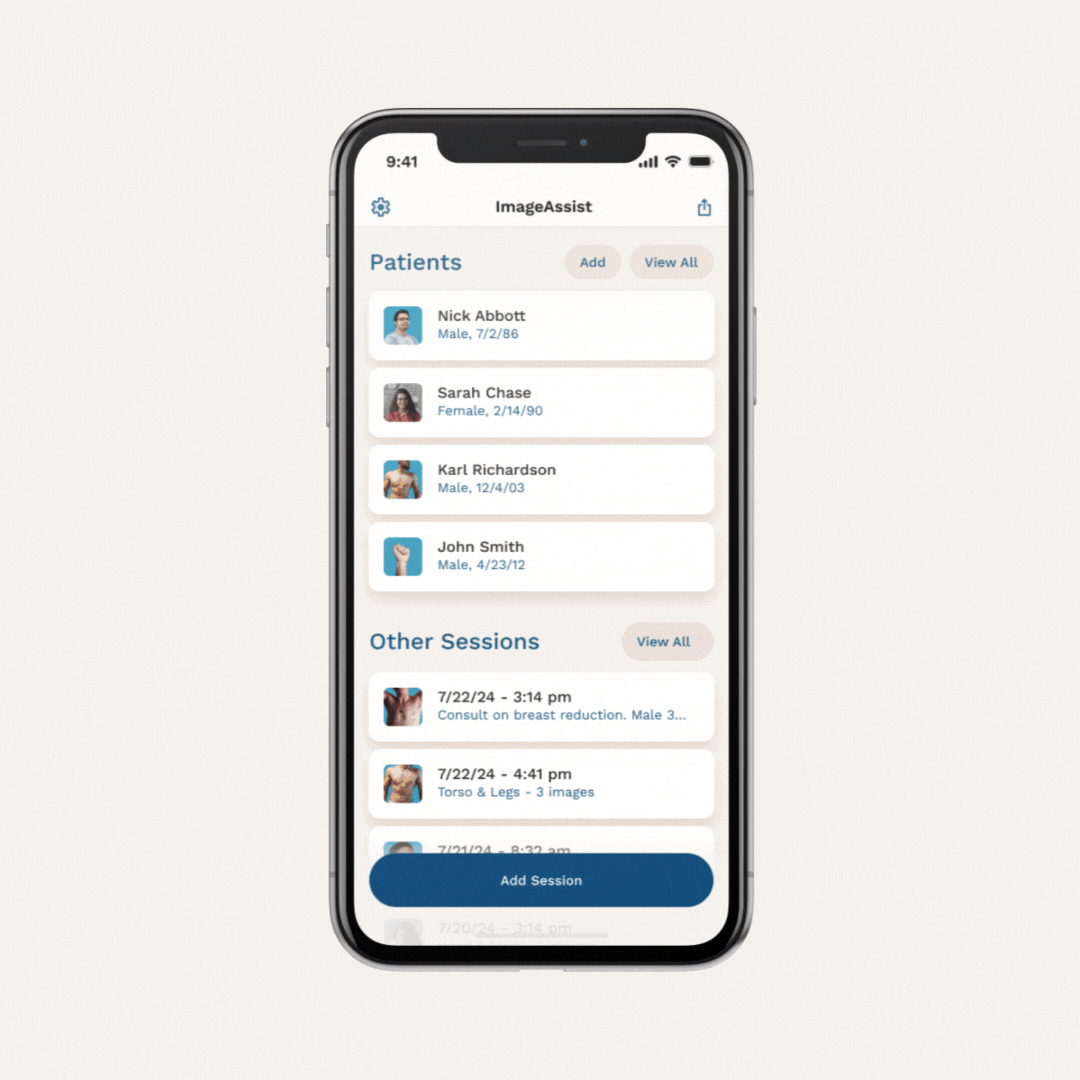 9:41
ImageAssist
Patients
Add
View All
Nick Abbott
Male, 7/2/86
Sarah Chase
Female, 2/14/90
Karl Richardson
Male, 12/4/03
John Smith
Male, 4/23/12
Other Sessions
View All
7/22/24 - 3:14 pm
Consult on breast reduction. Male 3...
7/22/24 - 4:41 pm
Torso & Legs - 3 images
7/21/24 - 8:32 am
Add Session
7/20/24 - 3:14 pm